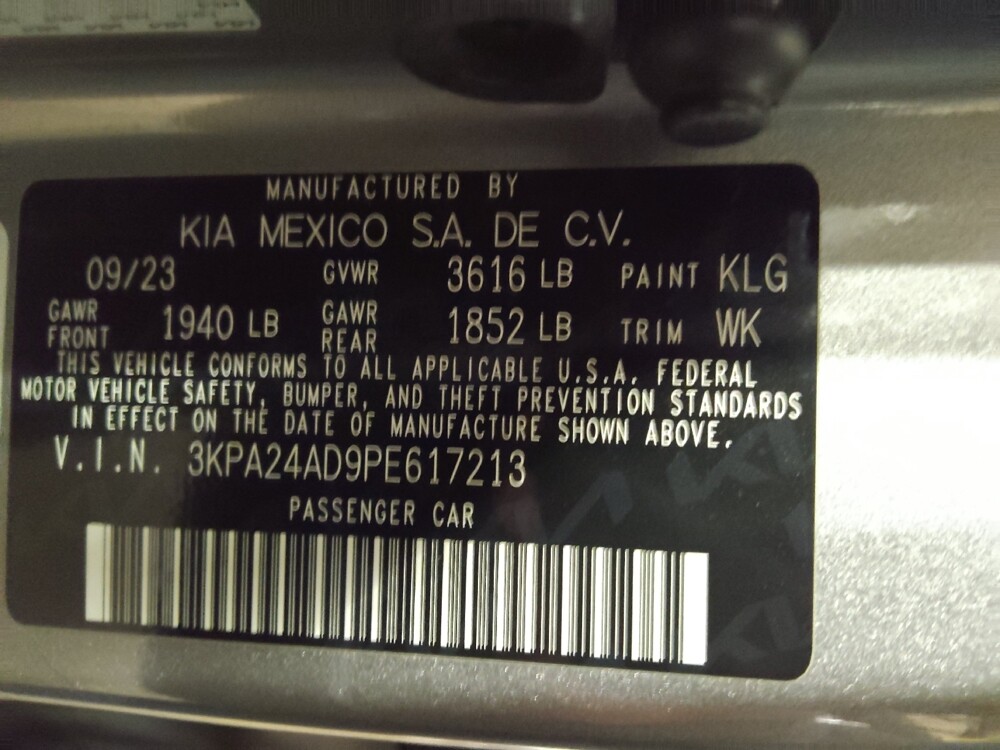 MANUFACTURED BY
KIA MEXICO S.A. DE C.V.
09/23 GVWR 3616 LB PAINT KLG
GAWR FRONT 1940 LB GAWR REAR 1852 LB TRIM WK
THIS VEHICLE CONFORMS TO ALL APPLICABLE U.S.A. FEDERAL
MOTOR VEHICLE SAFETY, BUMPER, AND THEFT PREVENTION STANDARDS
IN EFFECT ON THE DATE OF MANUFACTURE SHOWN ABOVE.
V.I.N. 3KPA24AD9PE617213
PASSENGER CAR